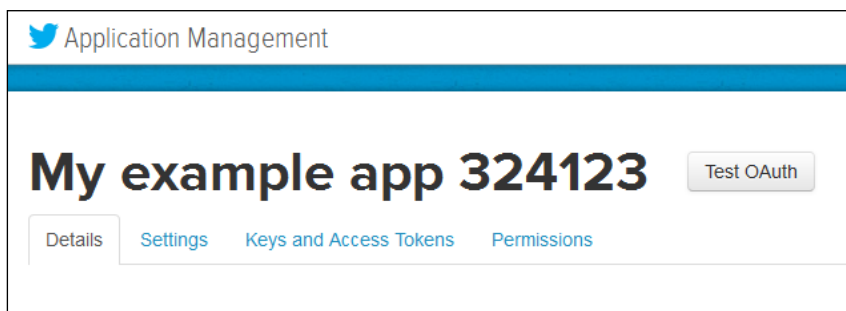 Application Management
My example app 324123 Test OAuth
Details Settings Keys and Access Tokens Permissions